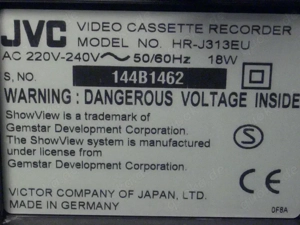 JVC VIDEO CASSETTE RECORDER
MODEL NO. HR-J313EU
AC 220V-240V 50/60Hz 18W
S. NO. 144B1462
WARNING : DANGEROUS VOLTAGE INSIDE
ShowView is a trademark of
Gemstar Development Corporation.
The ShowView system is manufactured
under license from
Gemstar Development Corporation.
CE
VICTOR COMPANY OF JAPAN, LTD.
MADE IN GERMANY